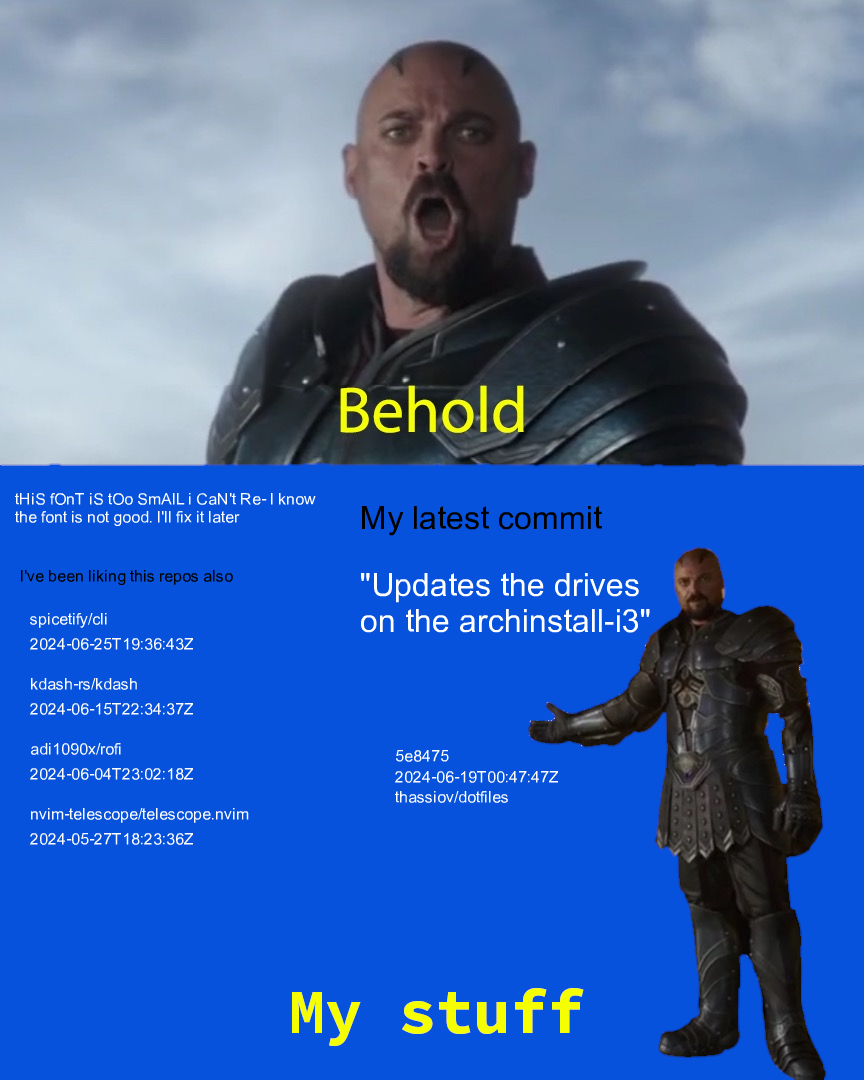 Behold
tHiS fOnT iS tOo SmAlL i CaN't Re- I know
the font is not good. I'll fix it later
I've been liking this repos also
spicetify/cli
2024-06-25T19:36:43Z
kdash-rs/kdash
2024-06-15T22:34:37Z
adi1090x/rofi
2024-06-04T23:02:18Z
nvim-telescope/telescope.nvim
2024-05-27T18:23:36Z
My latest commit
"Updates the drives
on the archinstall-i3"
5e8475
2024-06-19T00:47:47Z
thassiov/dotfiles
My stuff